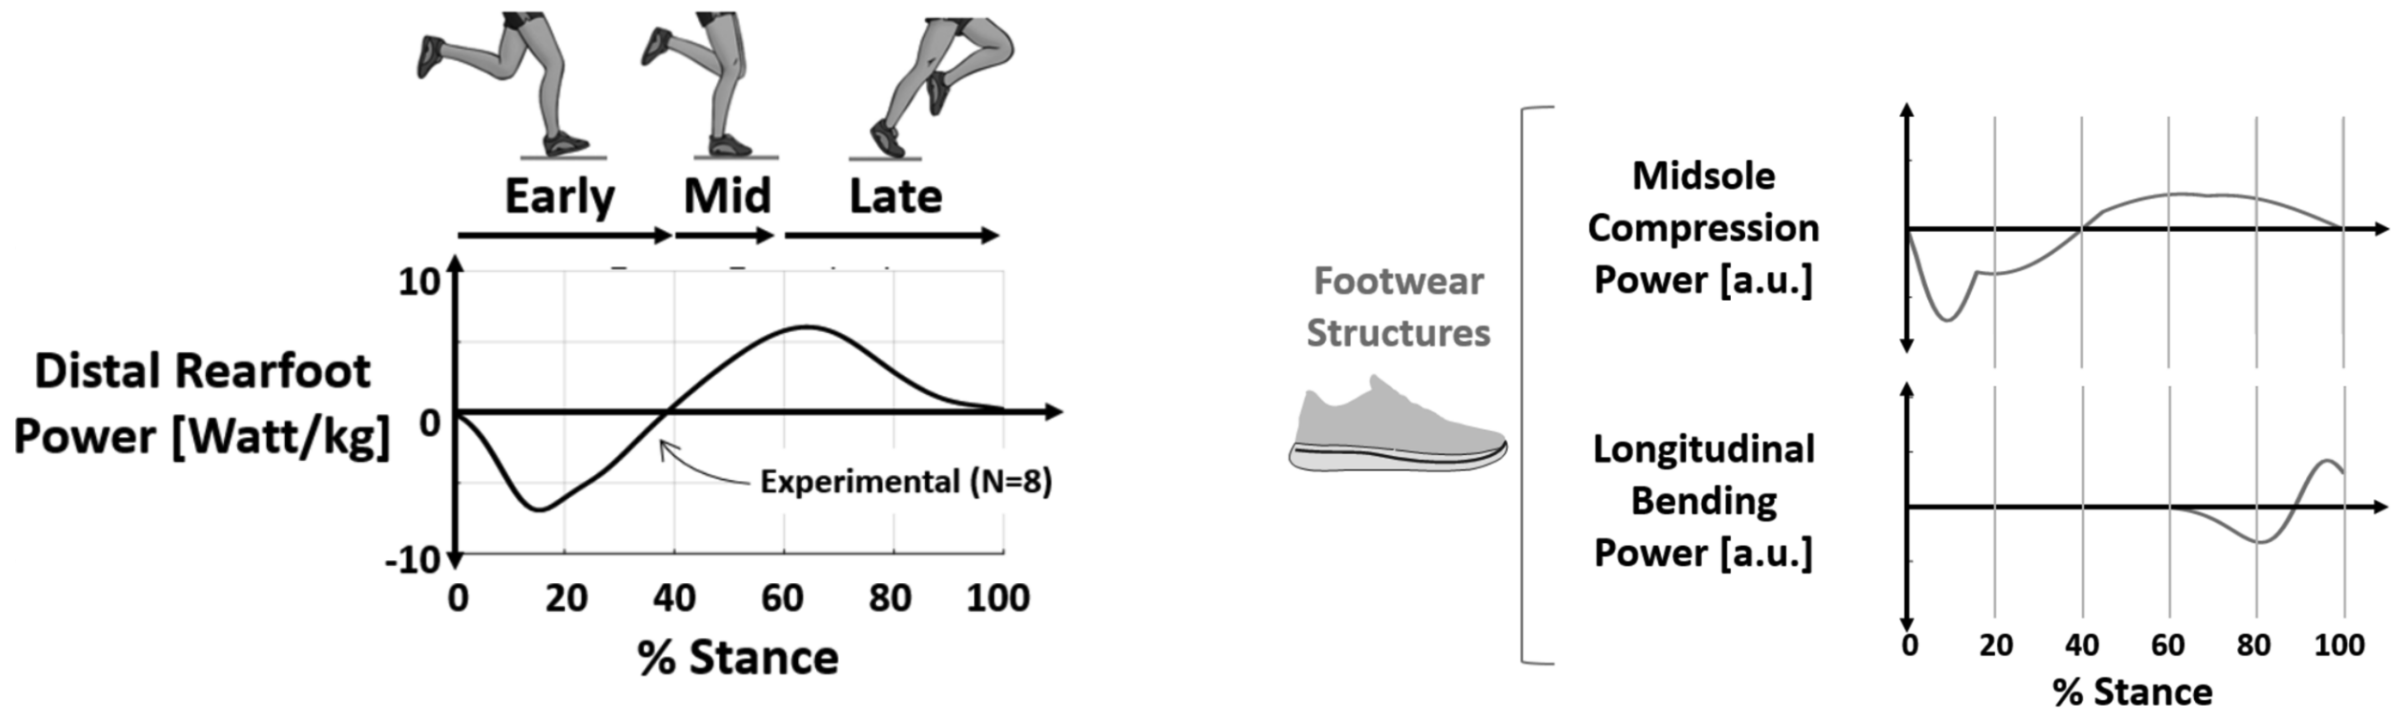 Early Mid Late
10
Distal Rearfoot
Power [Watt/kg]
0
Experimental (N=8)
-10
0 20 40 60 80 100
% Stance
Footwear
Structures
Midsole
Compression
Power [a.u.]
Longitudinal
Bending
Power [a.u.]
0 20 40 60 80 100
% Stance